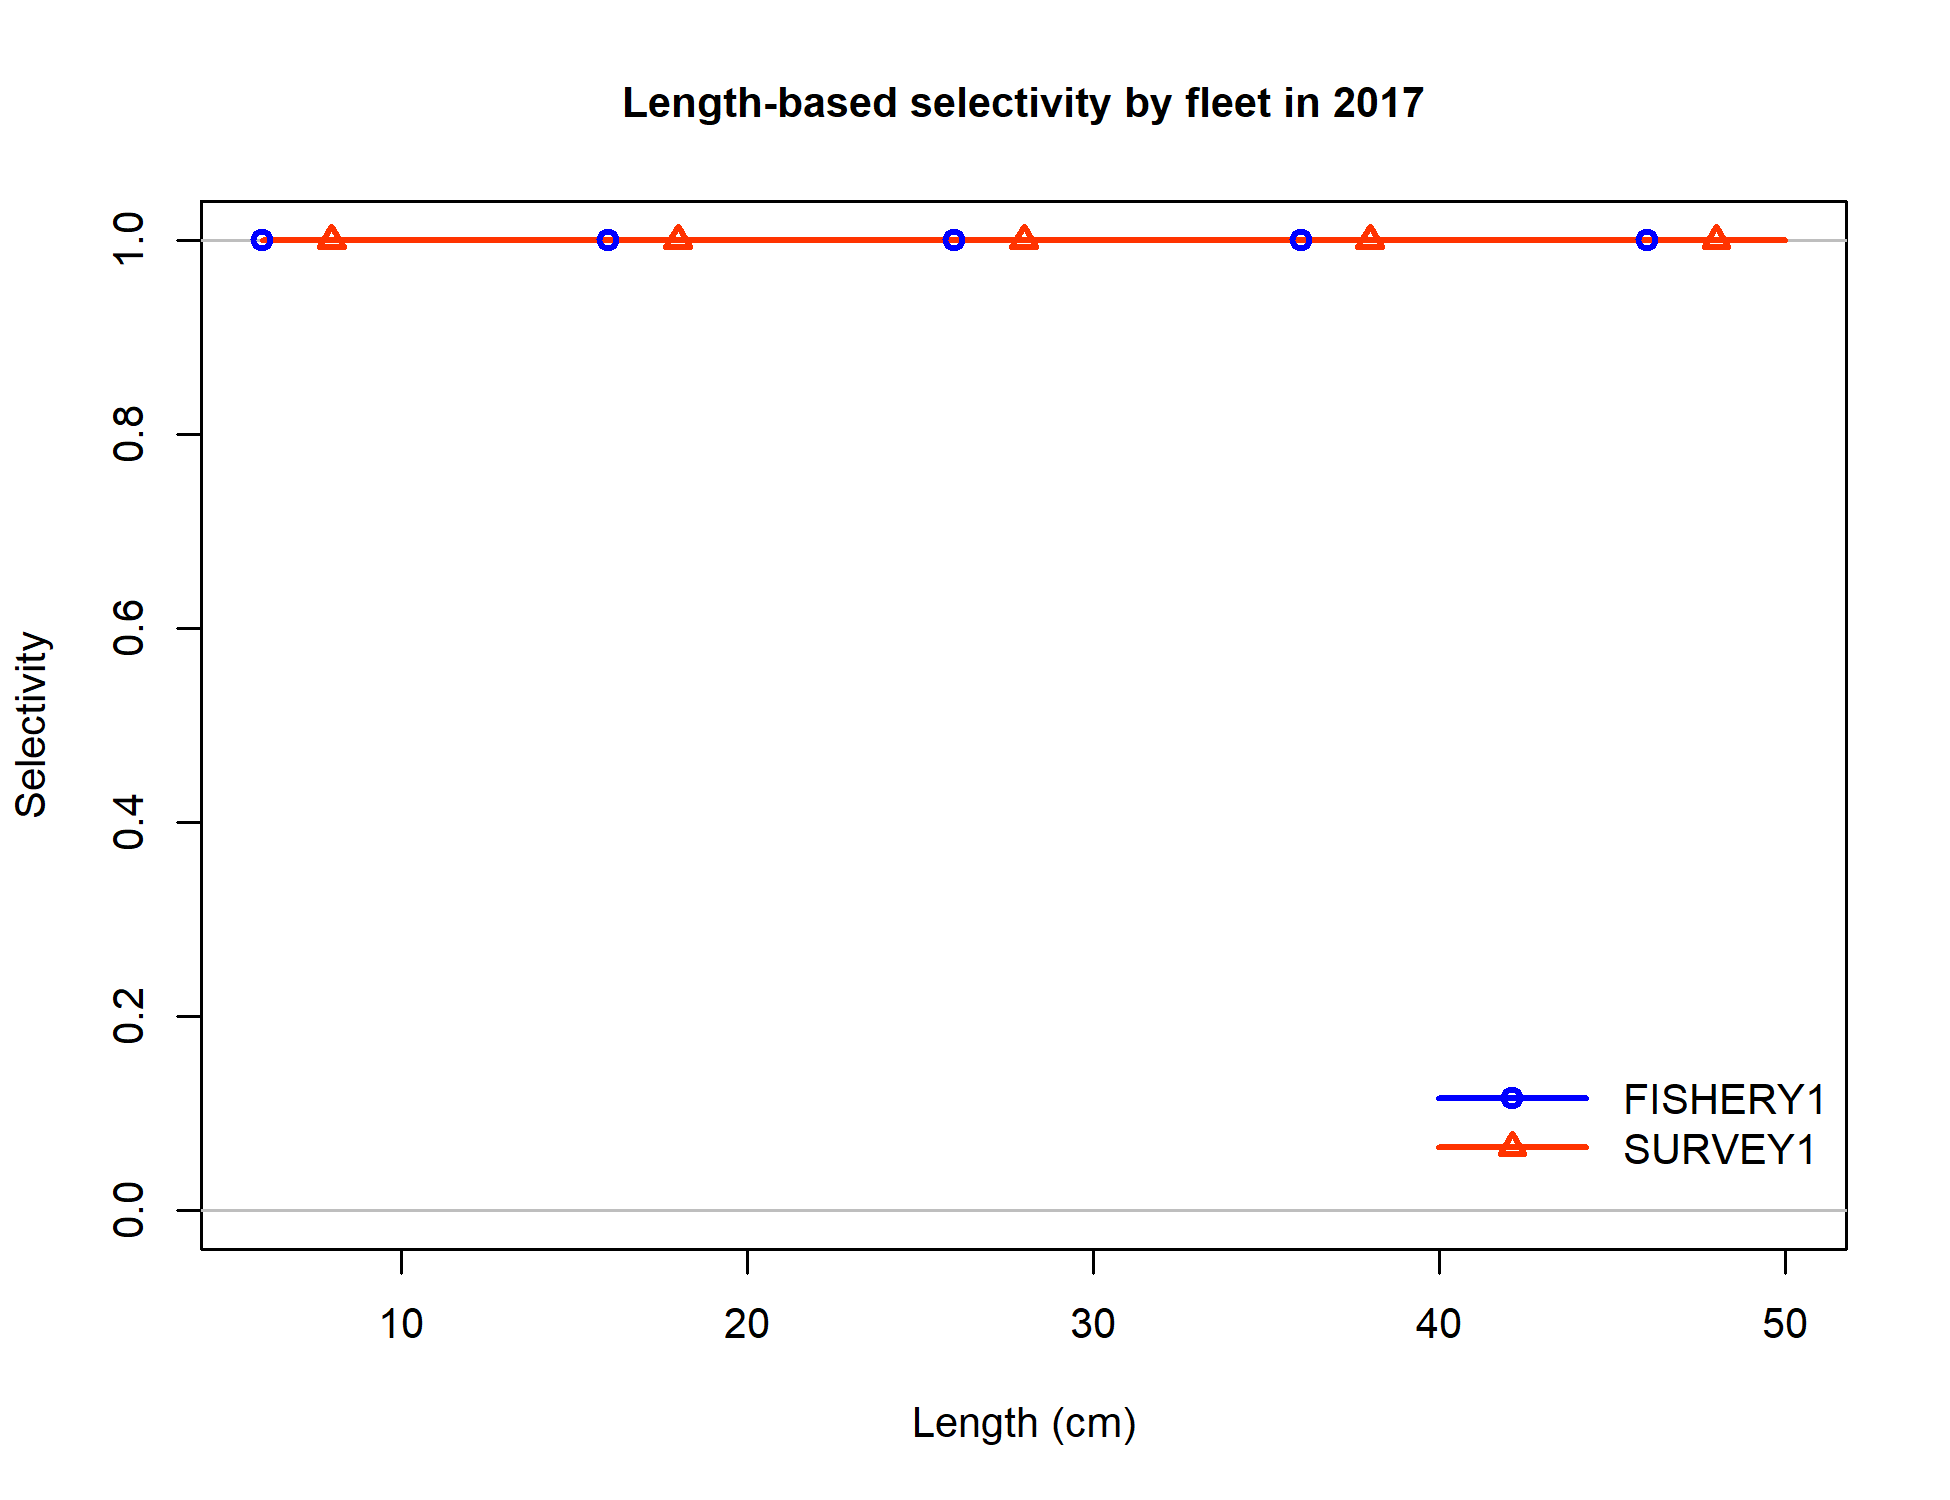 Length-based selectivity by fleet in 2017
Selectivity
1.0
0.8
0.6
0.4
0.2
0.0
FISHERY1
SURVEY1
10 20 30 40 50
Length (cm)